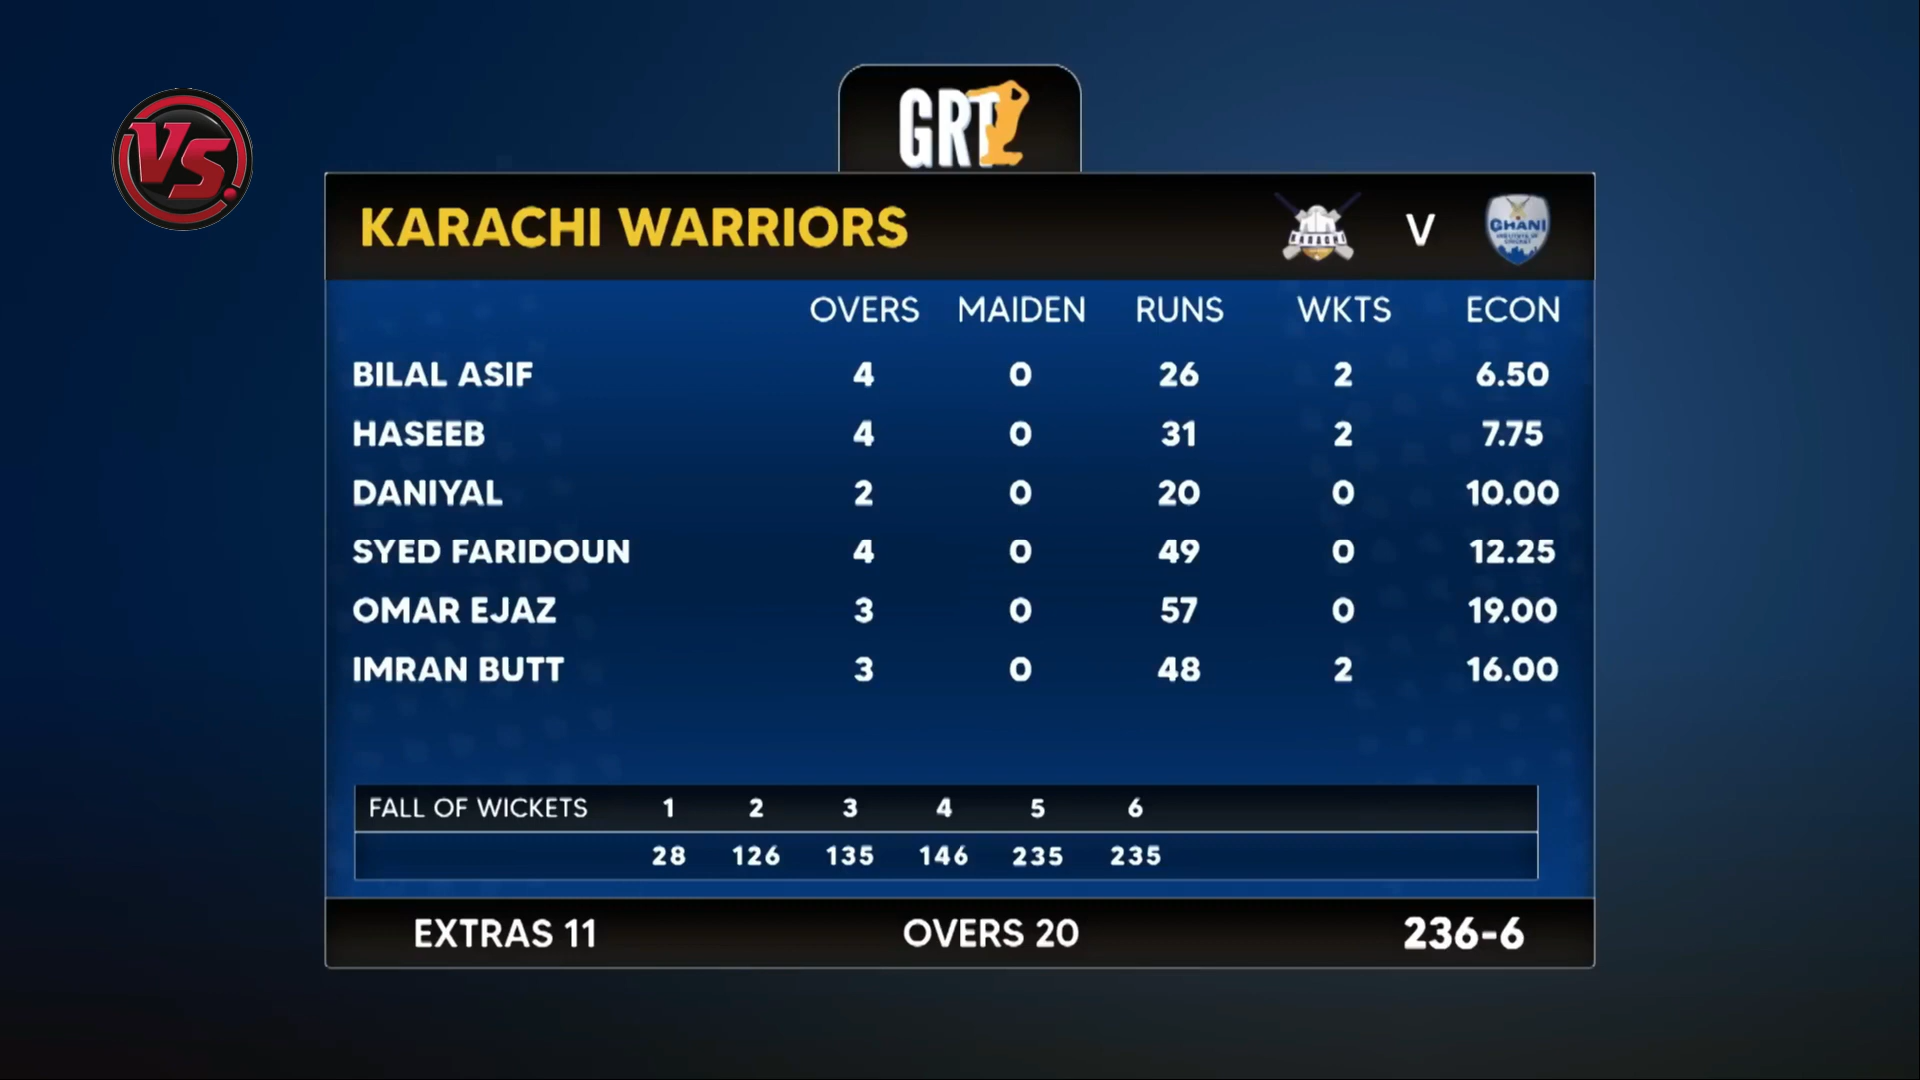 VS.
GRT
KARACHI WARRIORS
KARACHI
V
GHANI
INSTITUTE OF
CRICKET
OVERS MAIDEN RUNS WKTS ECON
BILAL ASIF 4 0 26 2 6.50
HASEEB 4 0 31 2 7.75
DANIYAL 2 0 20 0 10.00
SYED FARIDOUN 4 0 49 0 12.25
OMAR EJAZ 3 0 57 0 19.00
IMRAN BUTT 3 0 48 2 16.00
FALL OF WICKETS 1 2 3 4 5 6
28 126 135 146 235 235
EXTRAS 11 OVERS 20 236-6